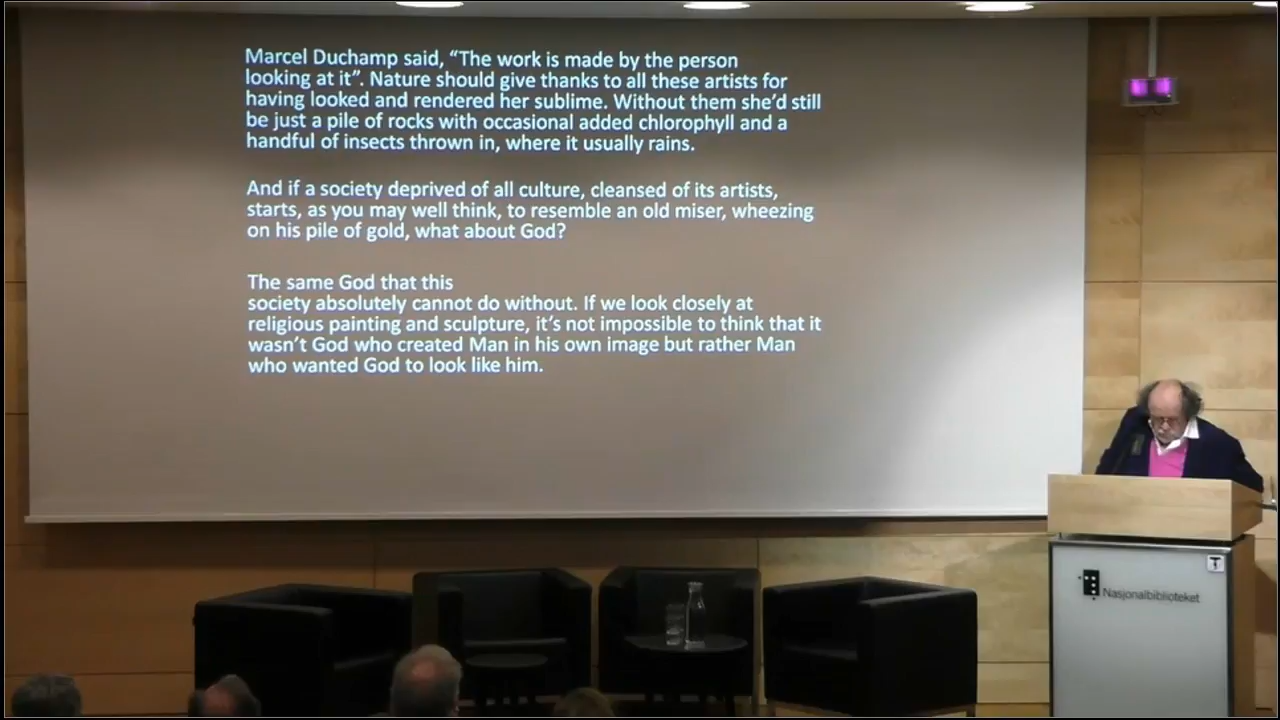 Marcel Duchamp said, “The work is made by the person
looking at it”. Nature should give thanks to all these artists for
having looked and rendered her sublime. Without them she’d still
be just a pile of rocks with occasional added chlorophyll and a
handful of insects thrown in, where it usually rains.
And if a society deprived of all culture, cleansed of its artists,
starts, as you may well think, to resemble an old miser, wheezing
on his pile of gold, what about God?
The same God that this
society absolutely cannot do without. If we look closely at
religious painting and sculpture, it’s not impossible to think that it
wasn’t God who created Man in his own image but rather Man
who wanted God to look like him.
Nasjonalbiblioteket